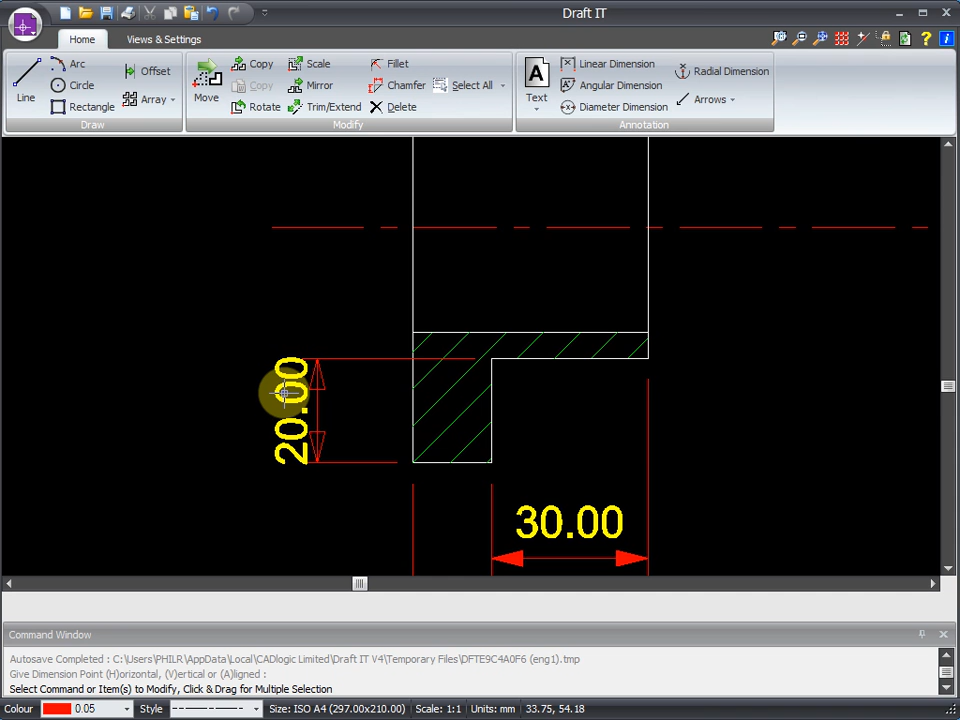 Draft IT
Home
Views & Settings
Line
Arc
Circle
Rectangle
Offset
Array
Draw
Move
Copy
Copy
Rotate
Scale
Mirror
Trim/Extend
Fillet
Chamfer
Delete
Select All
Modify
A
Text
Linear Dimension
Angular Dimension
Diameter Dimension
Radial Dimension
Arrows
Annotation
20.00
30.00
Command Window
Autosave Completed : C:\Users\PHILR\AppData\Local\CADlogic Limited\Draft IT V4\Temporary Files\DFTE9C4A0F6 (eng1).tmp
Give Dimension Point (H)orizontal, (V)ertical or (A)ligned :
Select Command or Item(s) to Modify, Click & Drag for Multiple Selection
Colour 0.05 Style Size: ISO A4 (297.00x210.00) Scale: 1:1 Units: mm 33.75, 54.18